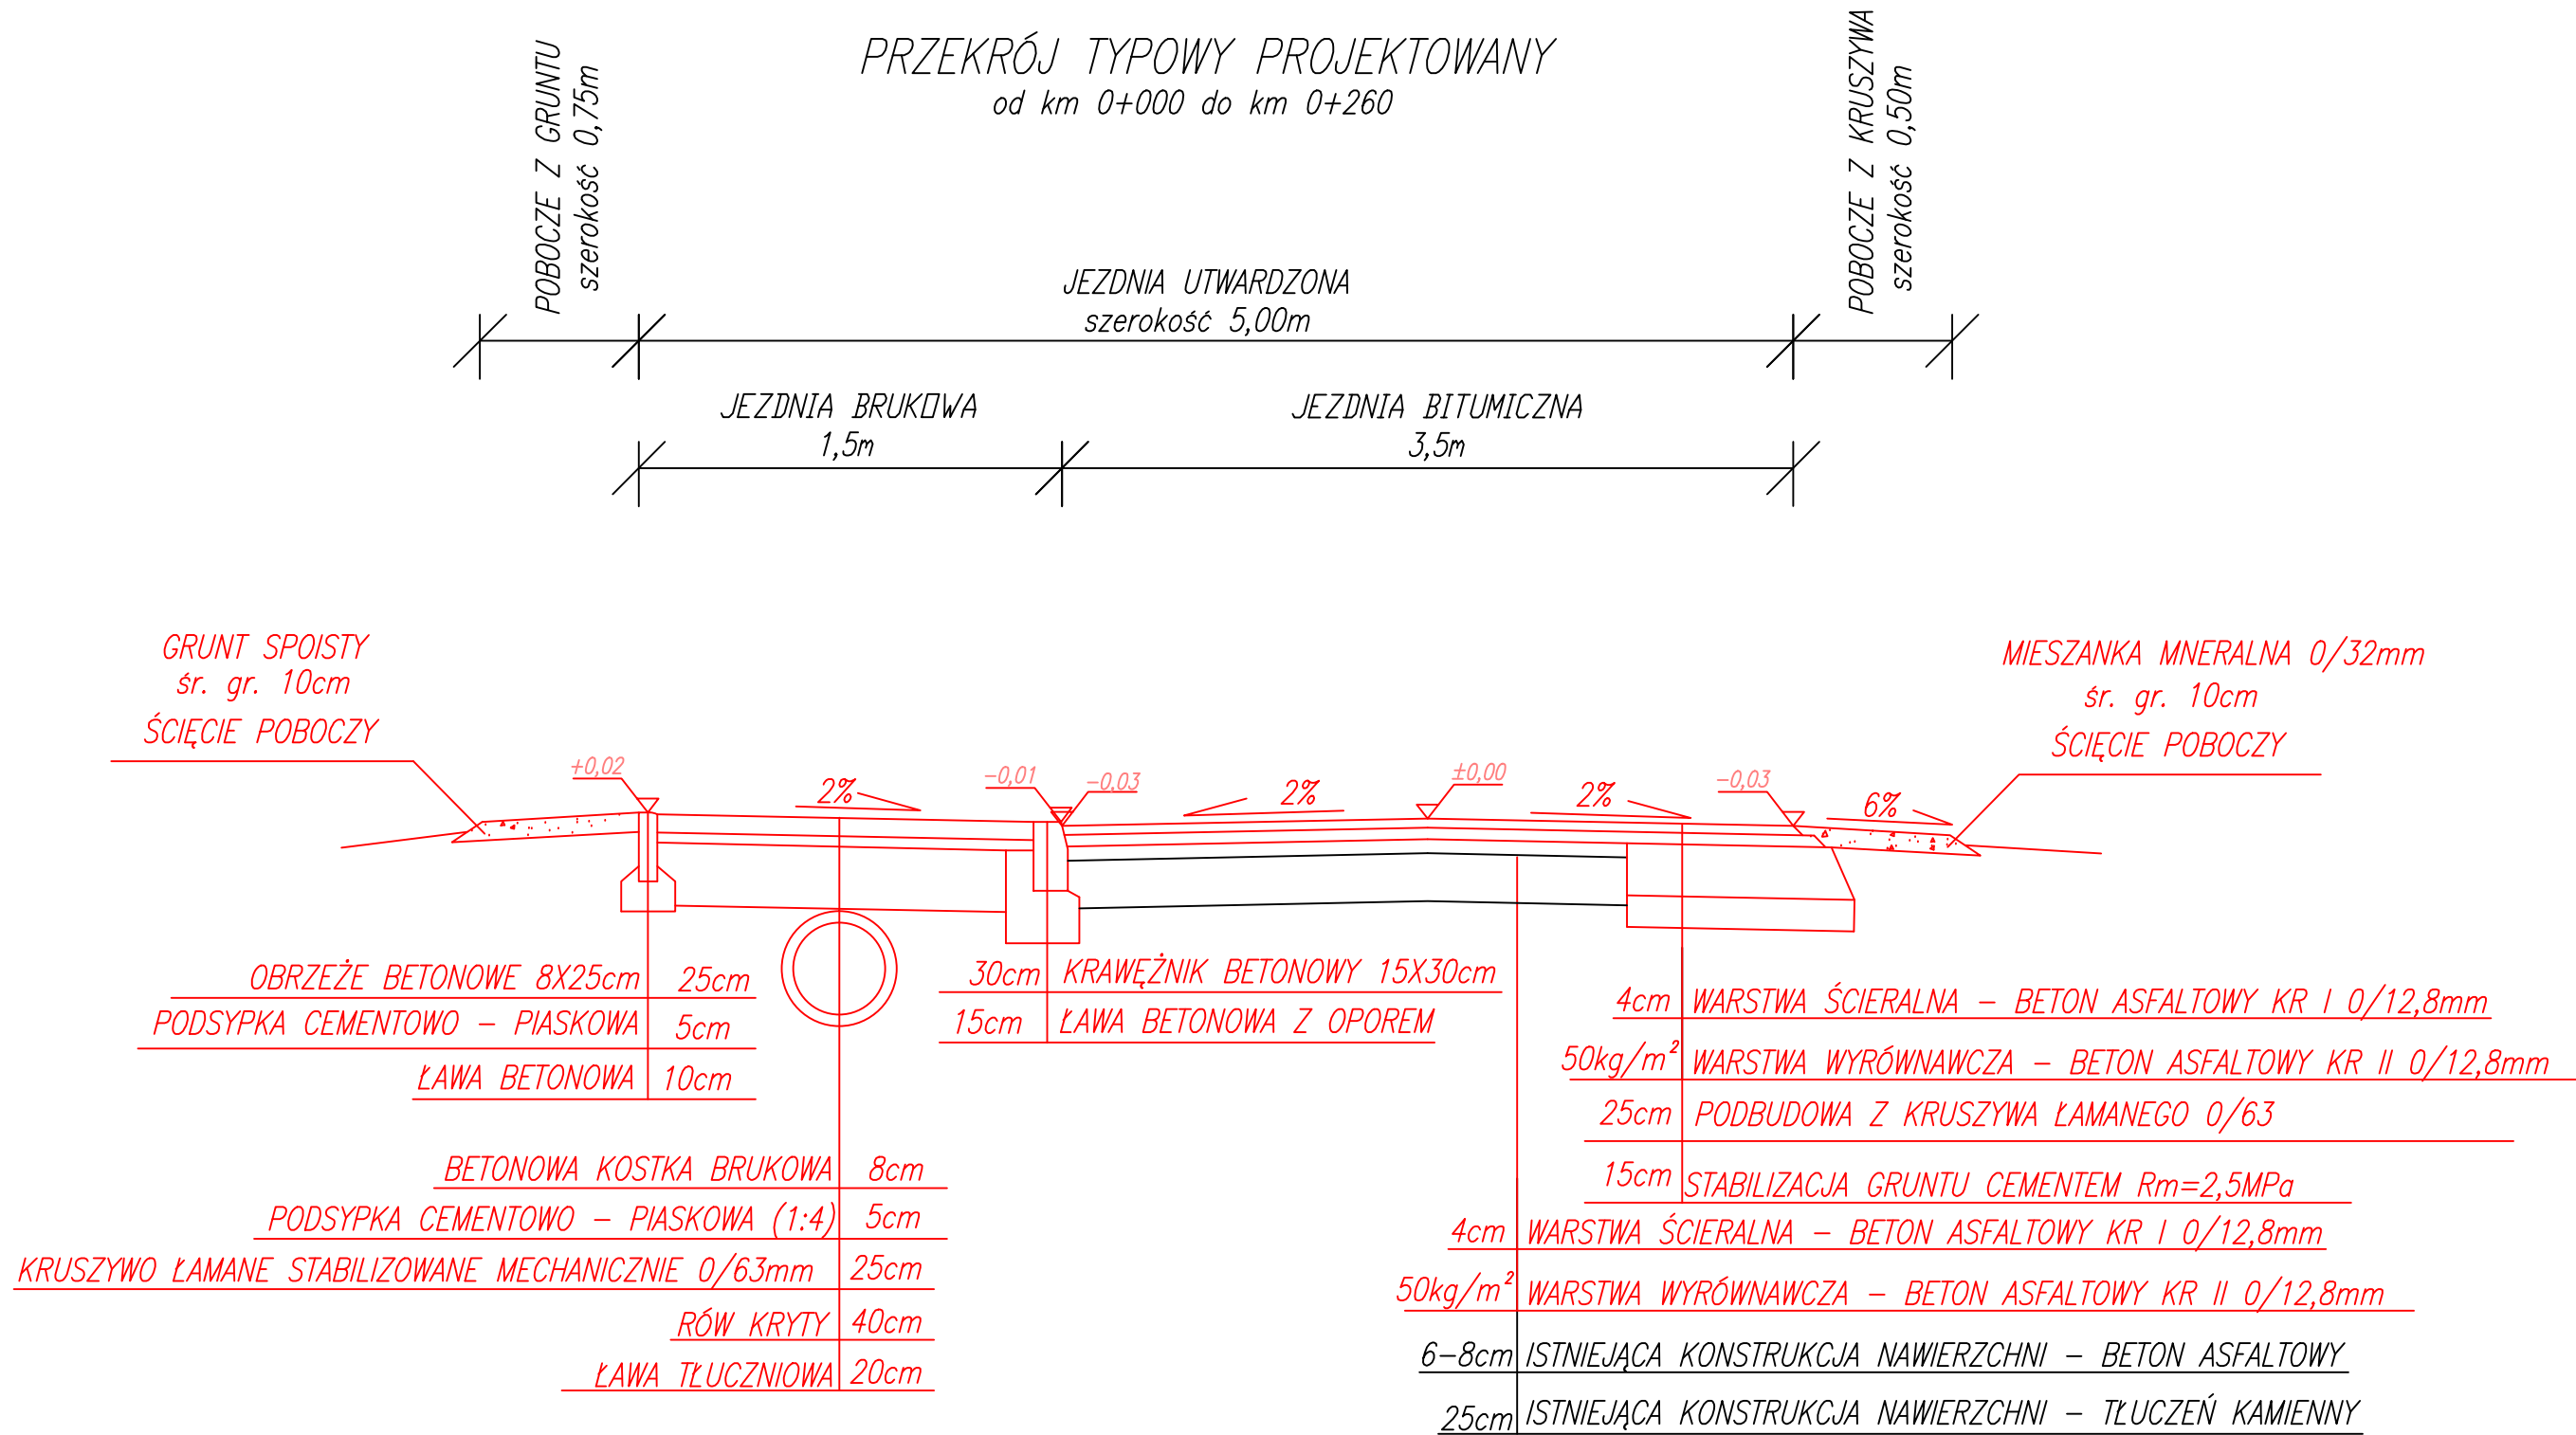 PRZEKRÓJ TYPOWY PROJEKTOWANY
od km 0+000 do km 0+260
POBOCZE Z GRUNTU
szerokość 0,75m
POBOCZE Z KRUSZYWA
szerokość 0,50m
JEZDNIA UTWARDZONA
szerokość 5,00m
JEZDNIA BRUKOWA
1,5m
JEZDNIA BITUMICZNA
3,5m
GRUNT SPOISTY
śr. gr. 10cm
ŚCIĘCIE POBOCZY
MIESZANKA MNERALNA 0/32mm
śr. gr. 10cm
ŚCIĘCIE POBOCZY
+0,02
2%
-0,01
-0,03
2%
±0,00
2%
-0,03
6%
OBRZEŻE BETONOWE 8X25cm 25cm
PODSYPKA CEMENTOWO - PIASKOWA 5cm
ŁAWA BETONOWA 10cm
30cm KRAWĘŻNIK BETONOWY 15X30cm
15cm ŁAWA BETONOWA Z OPOREM
BETONOWA KOSTKA BRUKOWA 8cm
PODSYPKA CEMENTOWO - PIASKOWA (1:4) 5cm
KRUSZYWO ŁAMANE STABILIZOWANE MECHANICZNIE 0/63mm 25cm
RÓW KRYTY 40cm
ŁAWA TŁUCZNIOWA 20cm
4cm WARSTWA ŚCIERALNA - BETON ASFALTOWY KR I 0/12,8mm
50kg/m² WARSTWA WYRÓWNAWCZA - BETON ASFALTOWY KR II 0/12,8mm
25cm PODBUDOWA Z KRUSZYWA ŁAMANEGO 0/63
15cm STABILIZACJA GRUNTU CEMENTEM Rm=2,5MPa
4cm WARSTWA ŚCIERALNA - BETON ASFALTOWY KR I 0/12,8mm
50kg/m² WARSTWA WYRÓWNAWCZA - BETON ASFALTOWY KR II 0/12,8mm
6-8cm ISTNIEJĄCA KONSTRUKCJA NAWIERZCHNI - BETON ASFALTOWY
25cm ISTNIEJĄCA KONSTRUKCJA NAWIERZCHNI - TŁUCZEŃ KAMIENNY